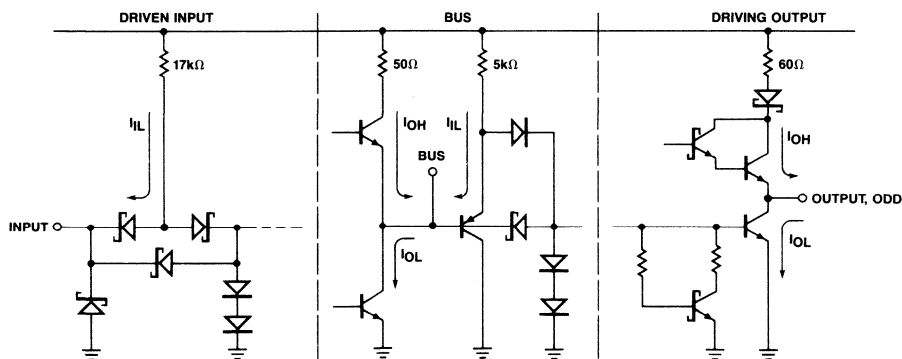 DRIVEN INPUT
BUS
DRIVING OUTPUT
17kΩ
50Ω
5kΩ
60Ω
IIL
IOH
IIL
IOH
BUS
INPUT
OUTPUT, ODD
IOL
IOL